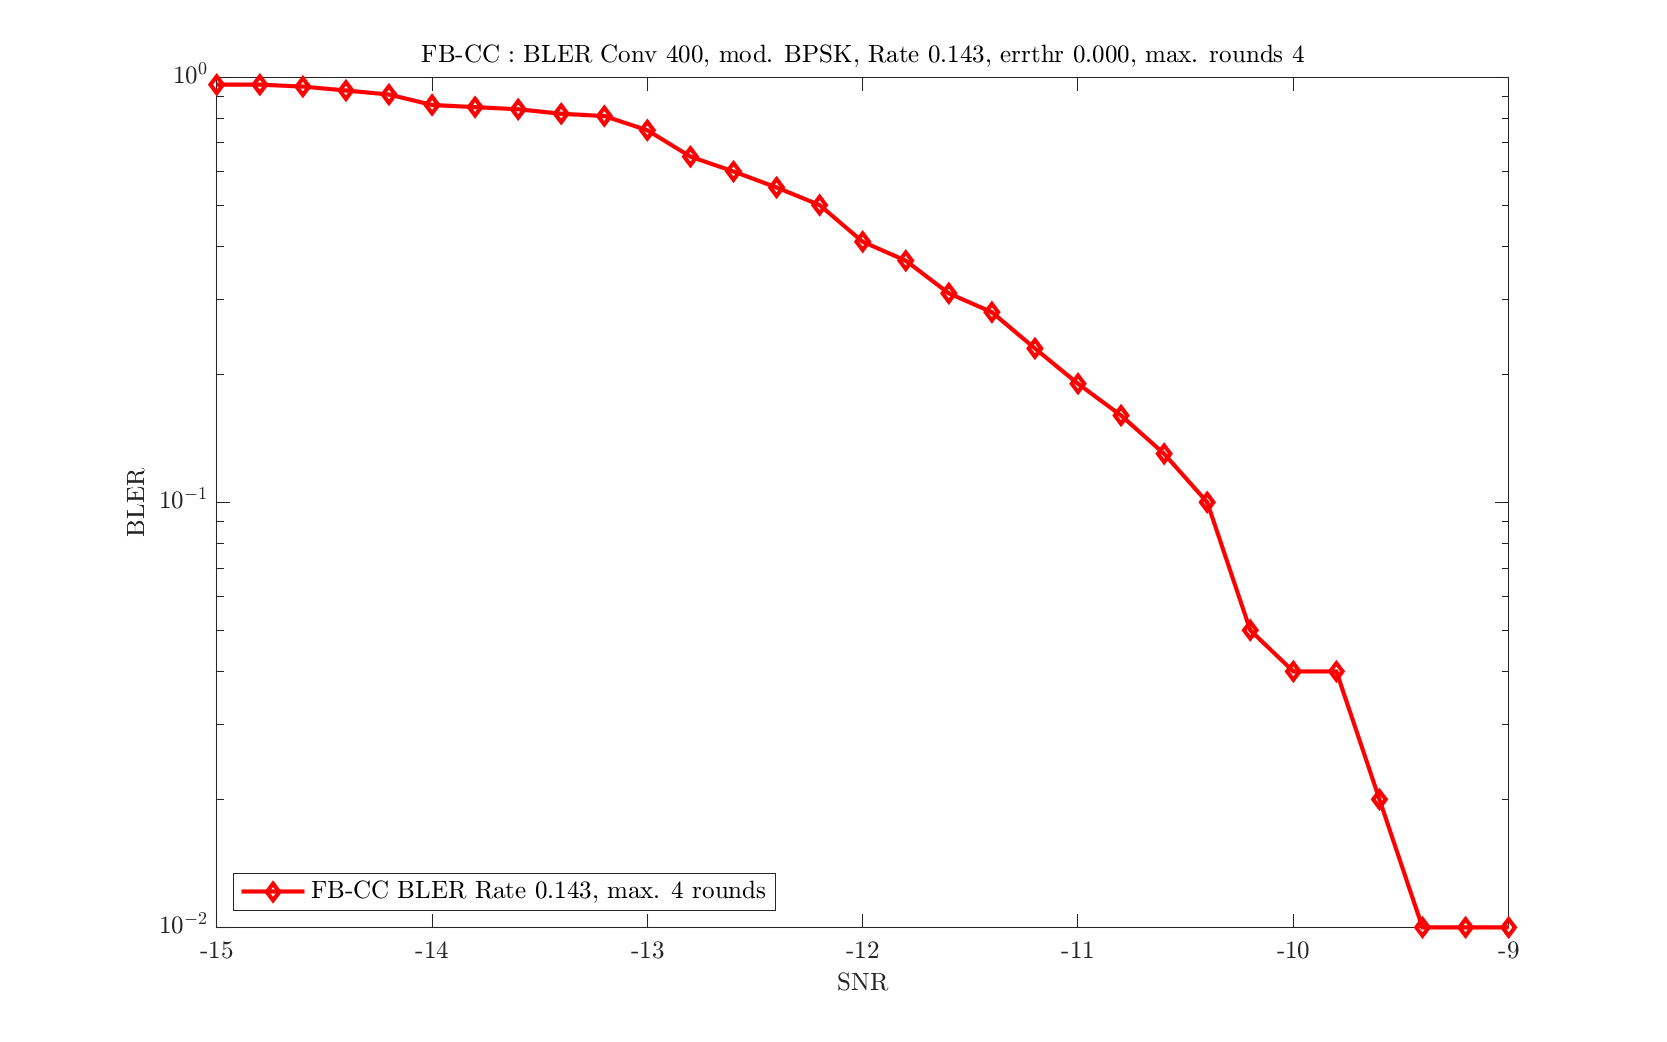 FB-CC : BLER Conv 400, mod. BPSK, Rate 0.143, errthr 0.000, max. rounds 4
10^0
10^-1
10^-2
BLER
FB-CC BLER Rate 0.143, max. 4 rounds
-15 -14 -13 -12 -11 -10 -9
SNR